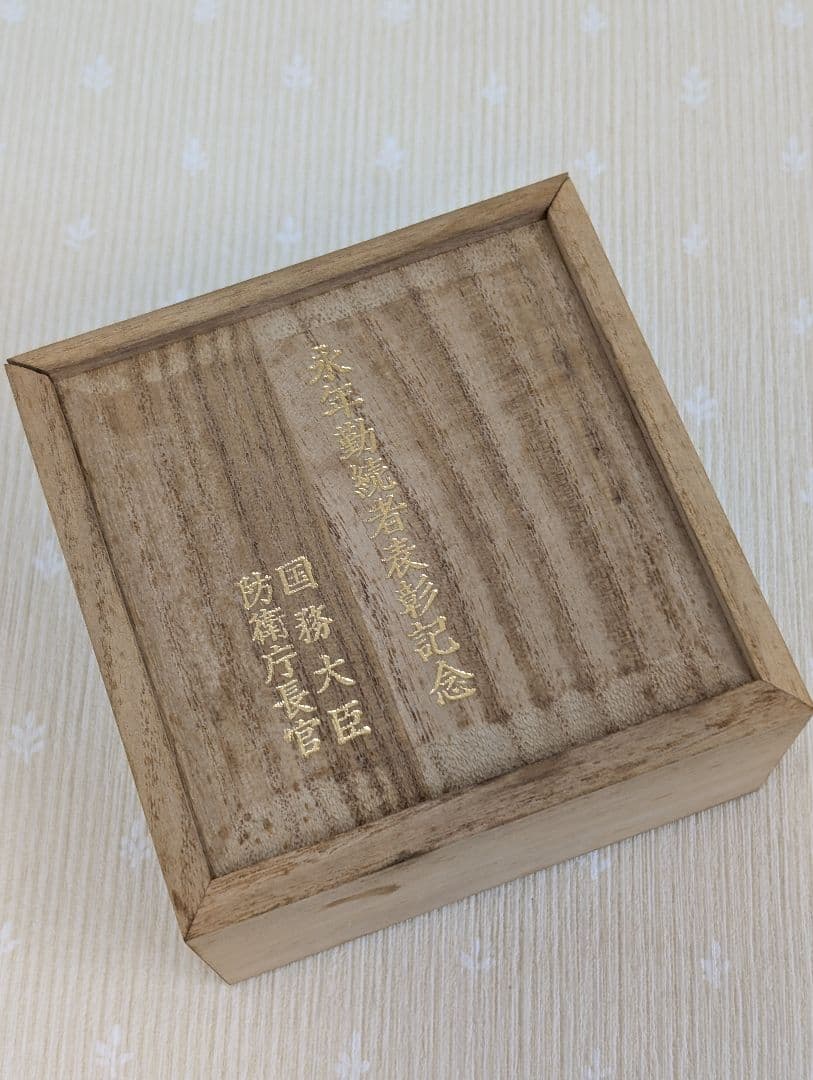 永年勤続者表彰記念
国務大臣
防衛庁長官